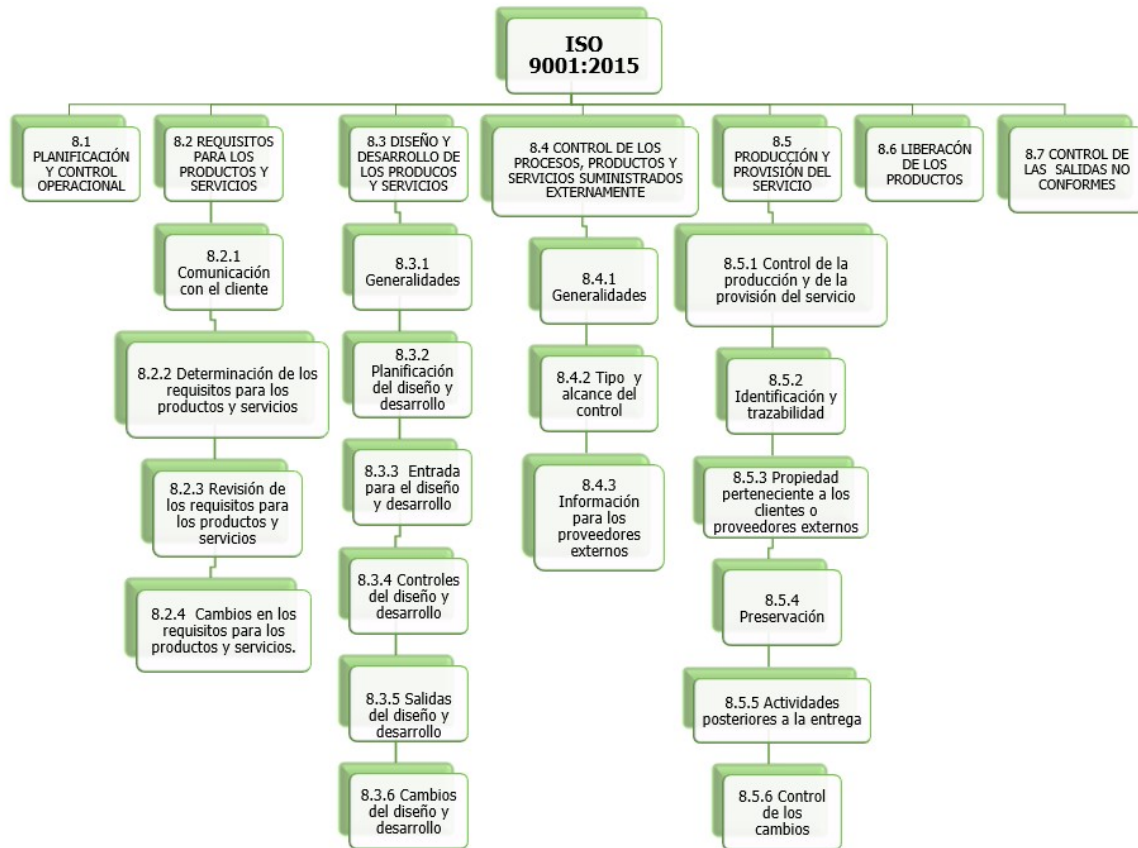 ISO
9001:2015
8.1
PLANIFICACIÓN
Y CONTROL
OPERACIONAL
8.2 REQUISITOS
PARA LOS
PRODUCTOS Y
SERVICIOS
8.2.1
Comunicación
con el cliente
8.2.2 Determinación de los
requisitos para los
productos y servicios
8.2.3 Revisión de
los requisitos para
los productos y
servicios
8.2.4 Cambios en los
requisitos para los
productos y servicios.
8.3 DISEÑO Y
DESARROLLO DE
LOS PRODUCOS Y
SERVICIOS
8.3.1
Generalidades
8.3.2
Planificación
del diseño y
desarrollo
8.3.3 Entrada
para el diseño
y desarrollo
8.3.4 Controles
del diseño y
desarrollo
8.3.5 Salidas
del diseño y
desarrollo
8.3.6 Cambios
del diseño y
desarrollo
8.4 CONTROL DE LOS
PROCESOS, PRODUCTOS Y
SERVICIOS SUMINISTRADOS
EXTERNAMENTE
8.4.1
Generalidades
8.4.2 Tipo y
alcance del
control
8.4.3
Información
para los
proveedores
externos
8.5
PRODUCCIÓN Y
PROVISIÓN DEL
SERVICIO
8.5.1 Control de la
producción y de la
provisión del servicio
8.5.2
Identificación y
trazabilidad
8.5.3 Propiedad
perteneciente a los
clientes o
proveedores externos
8.5.4
Preservación
8.5.5 Actividades
posteriores a la entrega
8.5.6 Control
de los
cambios
8.6 LIBERACÓN
DE LOS
PRODUCTOS
8.7 CONTROL DE
LAS SALIDAS NO
CONFORMES